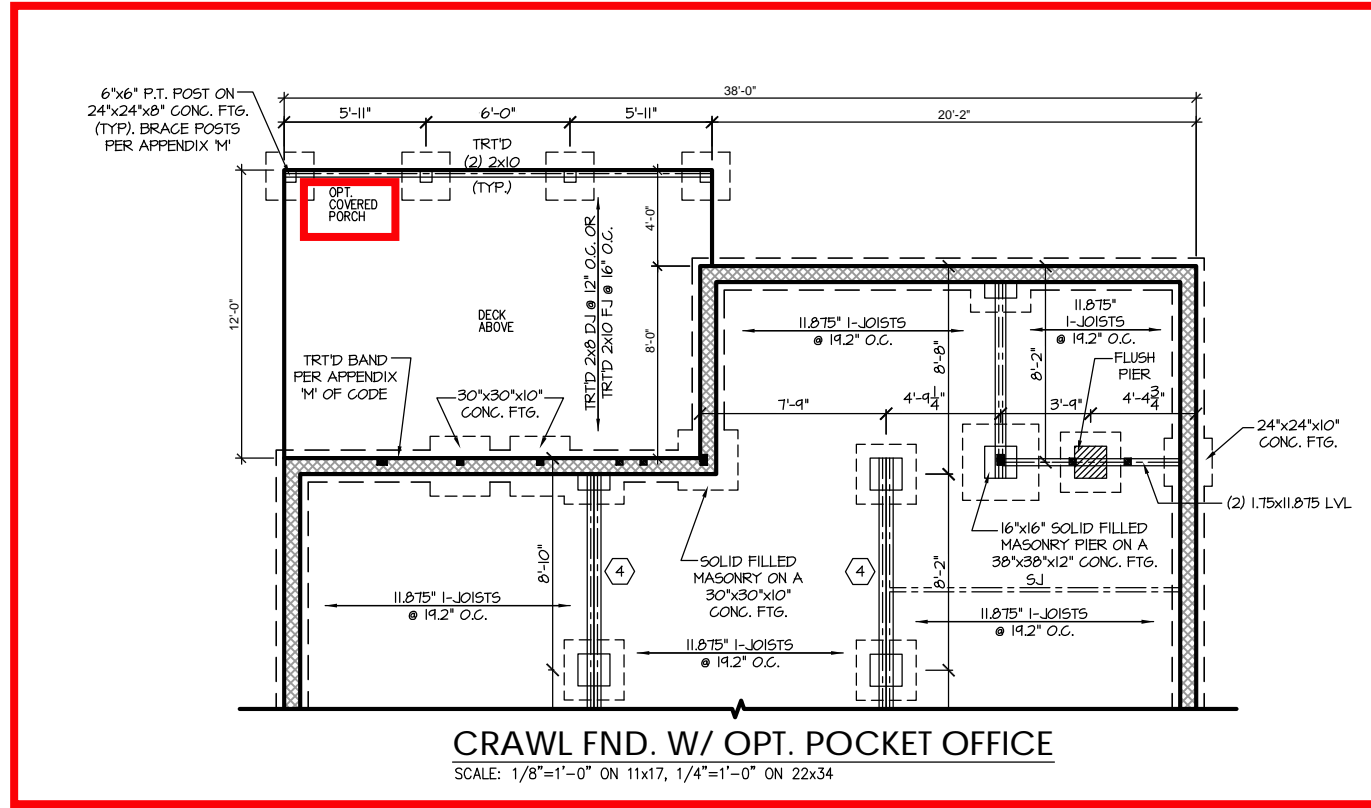 6"x6" P.T. POST ON
24"x24"x8" CONC. FTG.
(TYP). BRACE POSTS
PER APPENDIX 'M'
38'-0"
5'-11"
6'-0"
5'-11"
20'-2"
TRT'D
(2) 2x10
(TYP.)
OPT.
COVERED
PORCH
12'-0"
4'-0"
8'-0"
TRT'D 2x8 DJ @ 12" O.C. OR
TRT'D 2x10 FJ @ 16" O.C.
DECK
ABOVE
TRT'D BAND
PER APPENDIX
'M' OF CODE
30"x30"x10"
CONC. FTG.
11.875" I-JOISTS
@ 19.2" O.C.
8'-8"
8'-2"
11.875"
I-JOISTS
@ 19.2" O.C.
FLUSH
PIER
7'-9"
4'-9 1/4"
3'-9"
4'-4 3/4"
24"x24"x10"
CONC. FTG.
(2) 1.75x11.875 LVL
16"x16" SOLID FILLED
MASONRY PIER ON A
38"x38"x12" CONC. FTG.
SJ
8'-10"
4
SOLID FILLED
MASONRY ON A
30"x30"x10"
CONC. FTG.
4
8'-2"
11.875" I-JOISTS
@ 19.2" O.C.
11.875" I-JOISTS
@ 19.2" O.C.
11.875" I-JOISTS
@ 19.2" O.C.
CRAWL FND. W/ OPT. POCKET OFFICE
SCALE: 1/8"=1'-0" ON 11x17, 1/4"=1'-0" ON 22x34